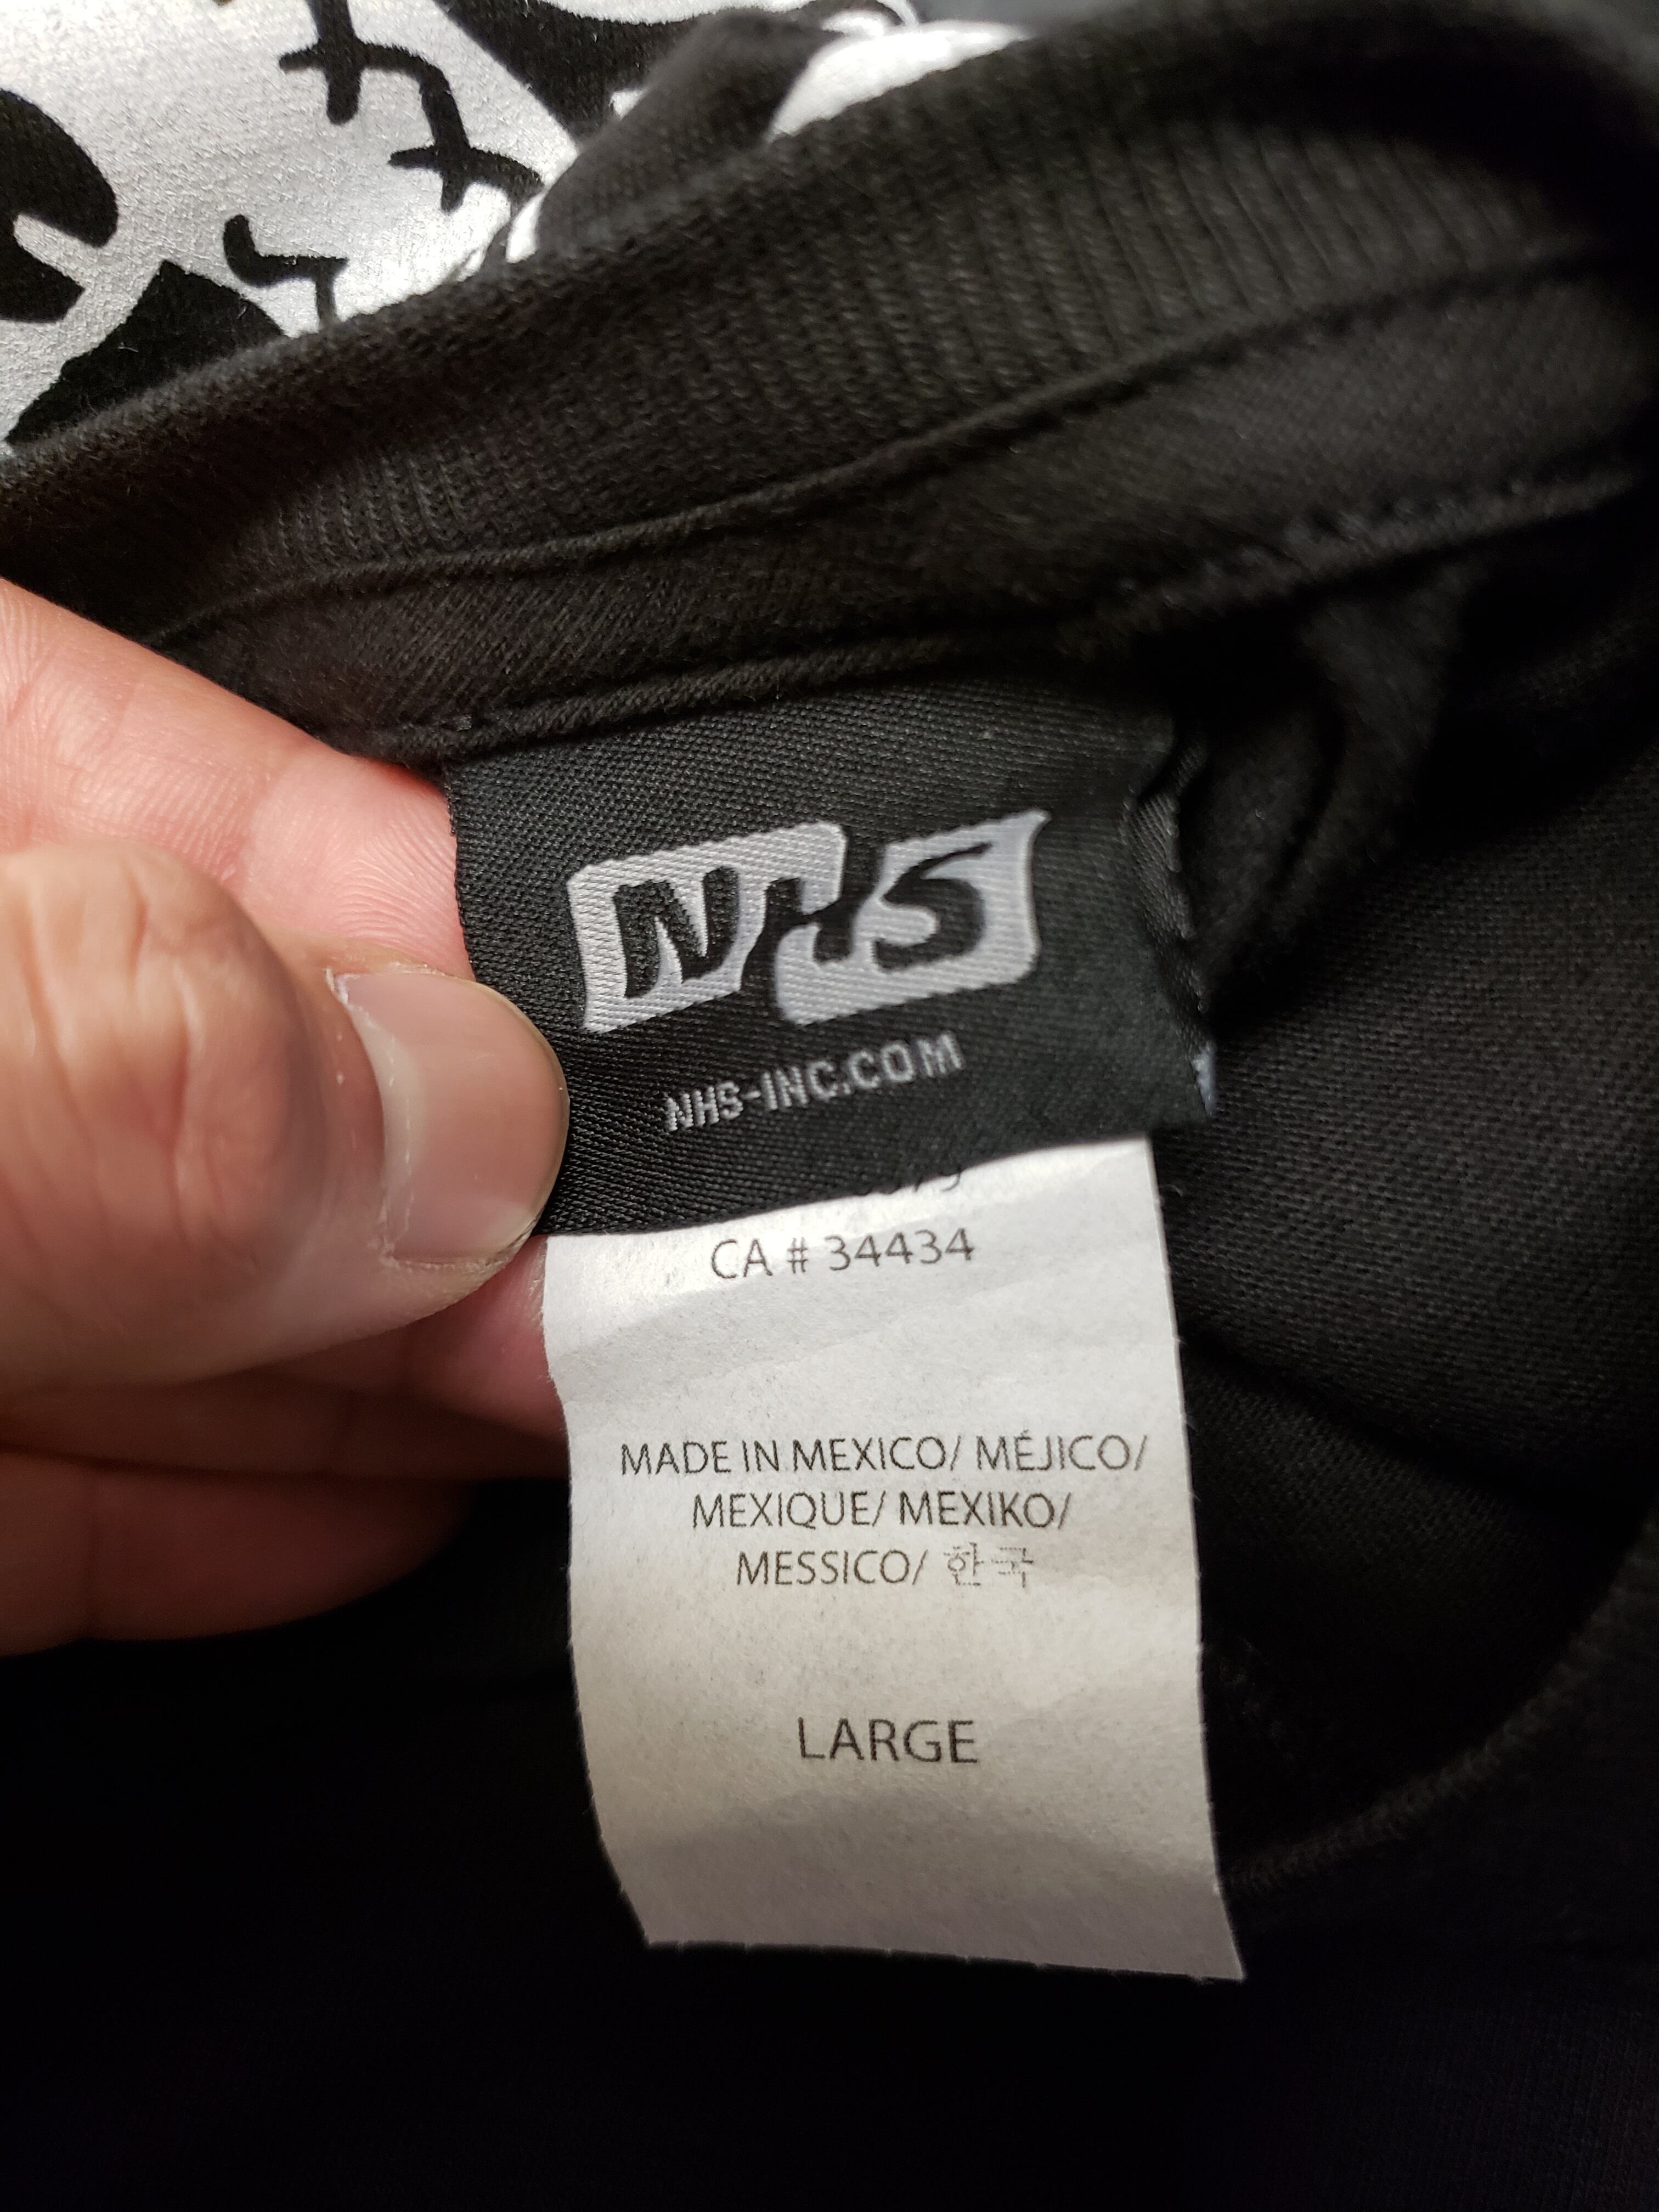 NHS
NHS-INC.COM
CA # 34434
MADE IN MEXICO/ MÉJICO/
MEXIQUE/ MEXIKO/
MESSICO/ 한국
LARGE